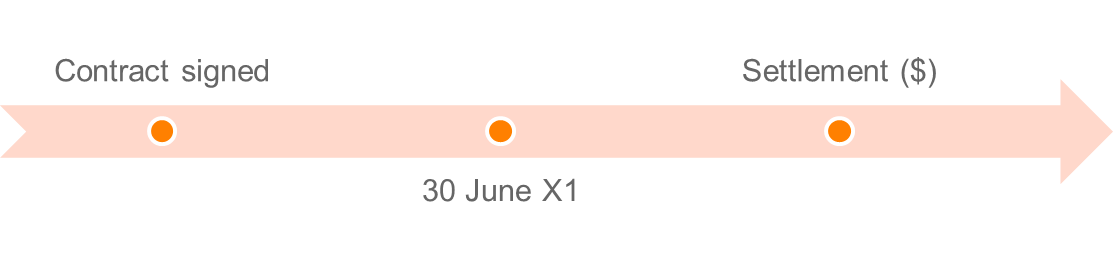 Contract signed
Settlement ($)
30 June X1